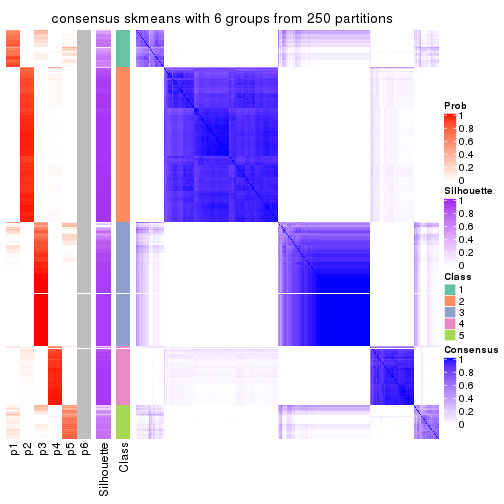 consensus skmeans with 6 groups from 250 partitions
Prob
1
0.8
0.6
0.4
0.2
0
Silhouette
1
0.8
0.6
0.4
0.2
0
Class
1
2
3
4
5
Consensus
1
0.8
0.6
0.4
0.2
0
p1
p2
p3
p4
p5
p6
Silhouette
Class